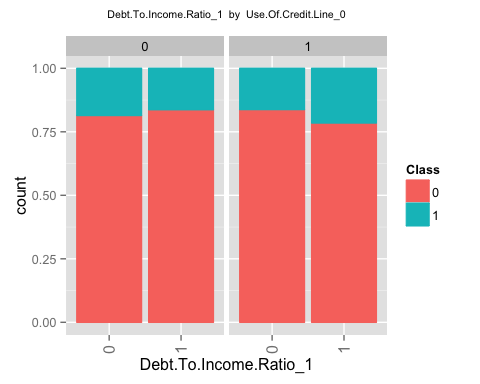 Debt.To.Income.Ratio_1 by Use.Of.Credit.Line_0
0 1
1.00
0.75
0.50
0.25
0.00
count
0 1 0 1
Debt.To.Income.Ratio_1
Class
0
1